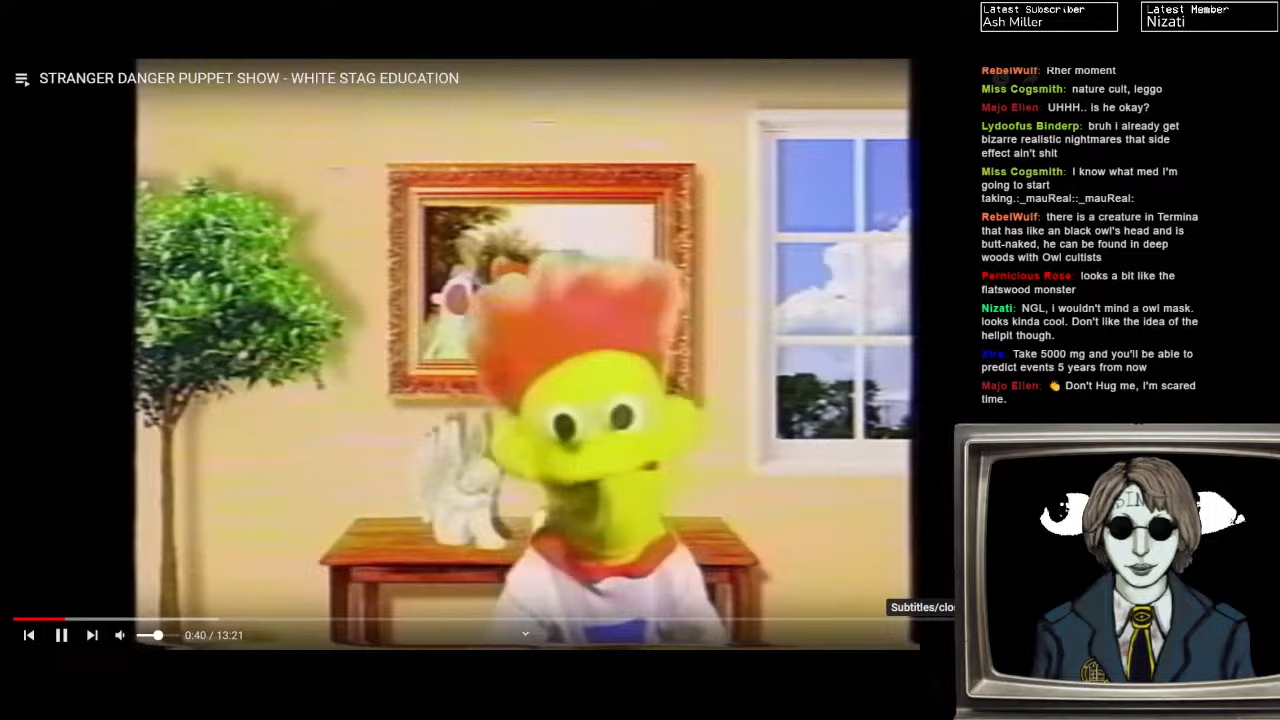 Latest Subscriber
Ash Miller
Latest Member
Nizati
STRANGER DANGER PUPPET SHOW - WHITE STAG EDUCATION
RebelWulf: Rher moment
Miss Cogsmith: nature cult, leggo
Majo Ellen: UHHH.. is he okay?
Lydoofus Binderp: bruh i already get
bizarre realistic nightmares that side
effect ain't shit
Miss Cogsmith: I know what med I'm
going to start
taking.:_mauReal::_mauReal:
RebelWulf: there is a creature in Termina
that has like an black owl's head and is
butt-naked, he can be found in deep
woods with Owl cultists
Pernicious Rose: looks a bit like the
flatswood monster
Nizati: NGL, i wouldn't mind a owl mask.
looks kinda cool. Don't like the idea of the
hellpit though.
Take 5000 mg and you'll be able to
predict events 5 years from now
Majo Ellen: 👏 Don't Hug me, I'm scared
time.
Subtitles/clo
0:40 / 13:21